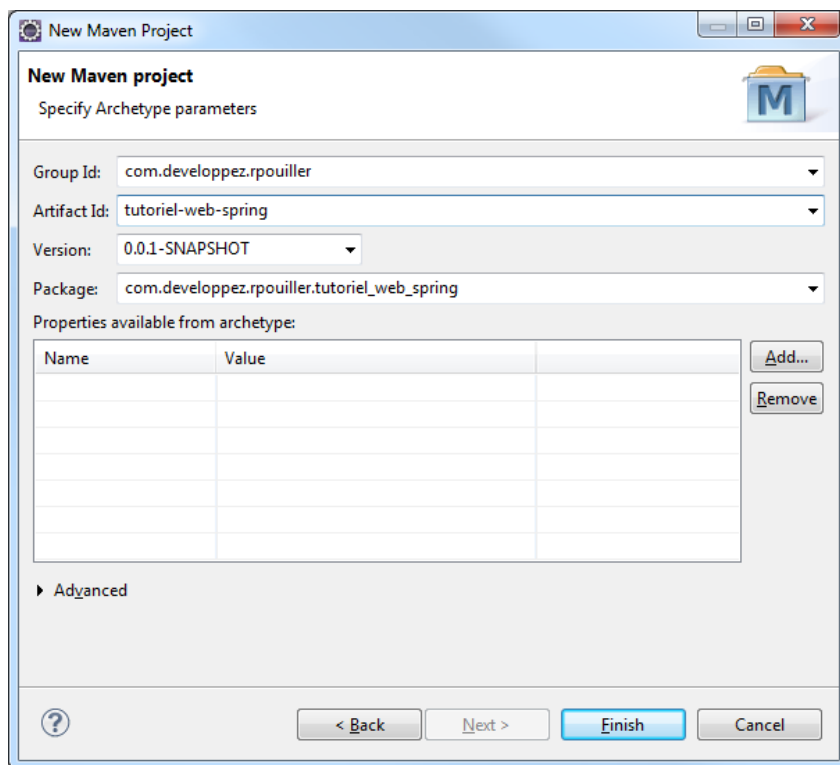 New Maven Project
New Maven project
Specify Archetype parameters
M
Group Id: com.developpez.rpouiller
Artifact Id: tutoriel-web-spring
Version: 0.0.1-SNAPSHOT
Package: com.developpez.rpouiller.tutoriel_web_spring
Properties available from archetype:
Name Value
Add...
Remove
Advanced
? < Back Next > Finish Cancel